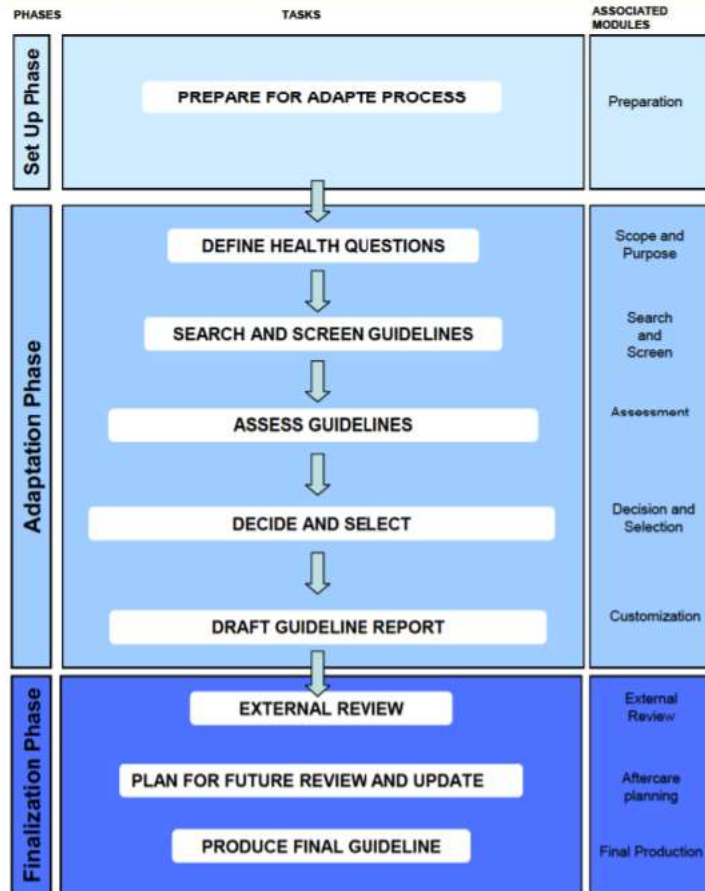 PHASES
TASKS
ASSOCIATED
MODULES
Set Up Phase
PREPARE FOR ADAPTE PROCESS
Preparation
Adaptation Phase
DEFINE HEALTH QUESTIONS
Scope and
Purpose
SEARCH AND SCREEN GUIDELINES
Search
and
Screen
ASSESS GUIDELINES
Assessment
DECIDE AND SELECT
Decision and
Selection
DRAFT GUIDELINE REPORT
Customization
Finalization Phase
EXTERNAL REVIEW
External
Review
PLAN FOR FUTURE REVIEW AND UPDATE
Aftercare
planning
PRODUCE FINAL GUIDELINE
Final Production